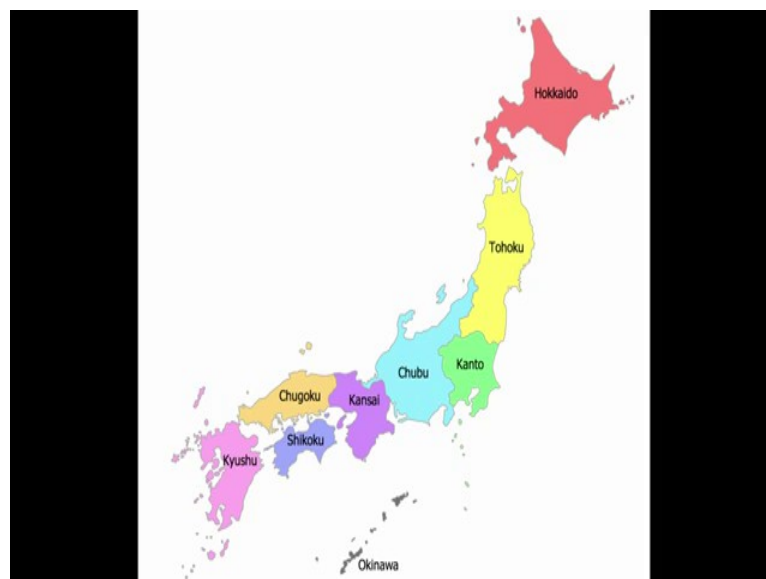 Hokkaido
Tohoku
Kanto
Chubu
Kansai
Chugoku
Shikoku
Kyushu
Okinawa